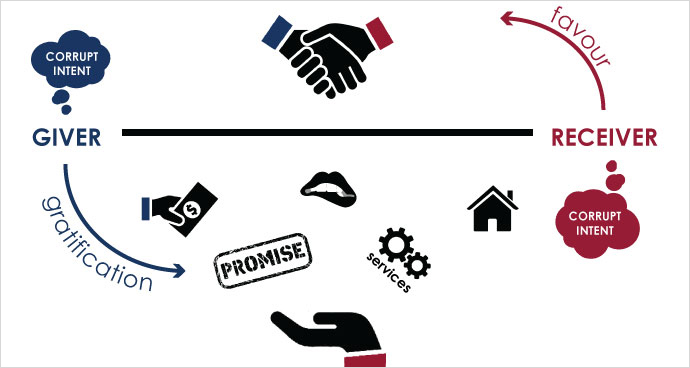 CORRUPT
INTENT
favour
GIVER
RECEIVER
gratification
$
PROMISE
services
CORRUPT
INTENT